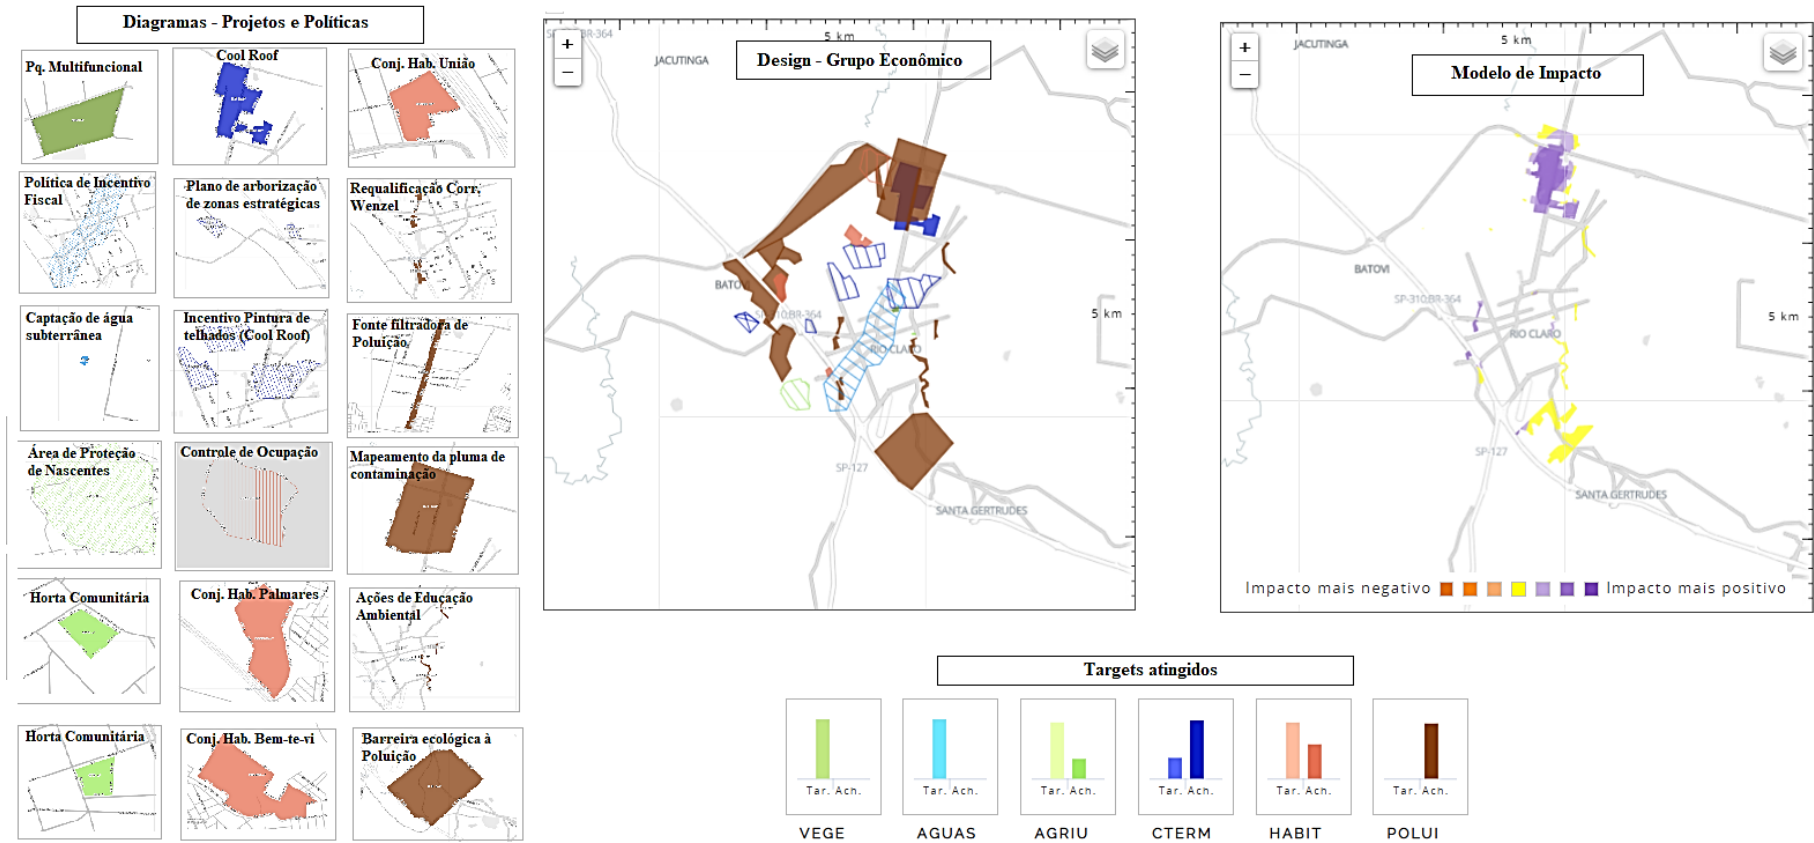 Diagramas - Projetos e Políticas
Pq. Multifuncional
Cool Roof
Conj. Hab. União
Política de Incentivo
Fiscal
Plano de arborização
de zonas estratégicas
Requalificação Corr.
Wenzel
Captação de água
subterrânea
Incentivo Pintura de
telhados (Cool Roof)
Fonte filtradora de
Poluição
Área de Proteção
de Nascentes
Controle de Ocupação
Mapeamento da pluma de
contaminação
Horta Comunitária
Conj. Hab. Palmares
Ações de Educação
Ambiental
Horta Comunitária
Conj. Hab. Bem-te-vi
Barreira ecológica à
Poluição
+
−
5 km
JACUTINGA
Design - Grupo Econômico
BATOVI
SP-310;BR-364
RIO CLARO
5 km
SP-127
SANTA GERTRUDES
+
−
5 km
JACUTINGA
Modelo de Impacto
BATOVI
SP-310;BR-364
RIO CLARO
5 km
SP-127
SANTA GERTRUDES
Impacto mais negativo
Impacto mais positivo
Targets atingidos
Tar. Ach.
Tar. Ach.
Tar. Ach.
Tar. Ach.
Tar. Ach.
Tar. Ach.
VEGE
AGUAS
AGRIU
CTERM
HABIT
POLUI